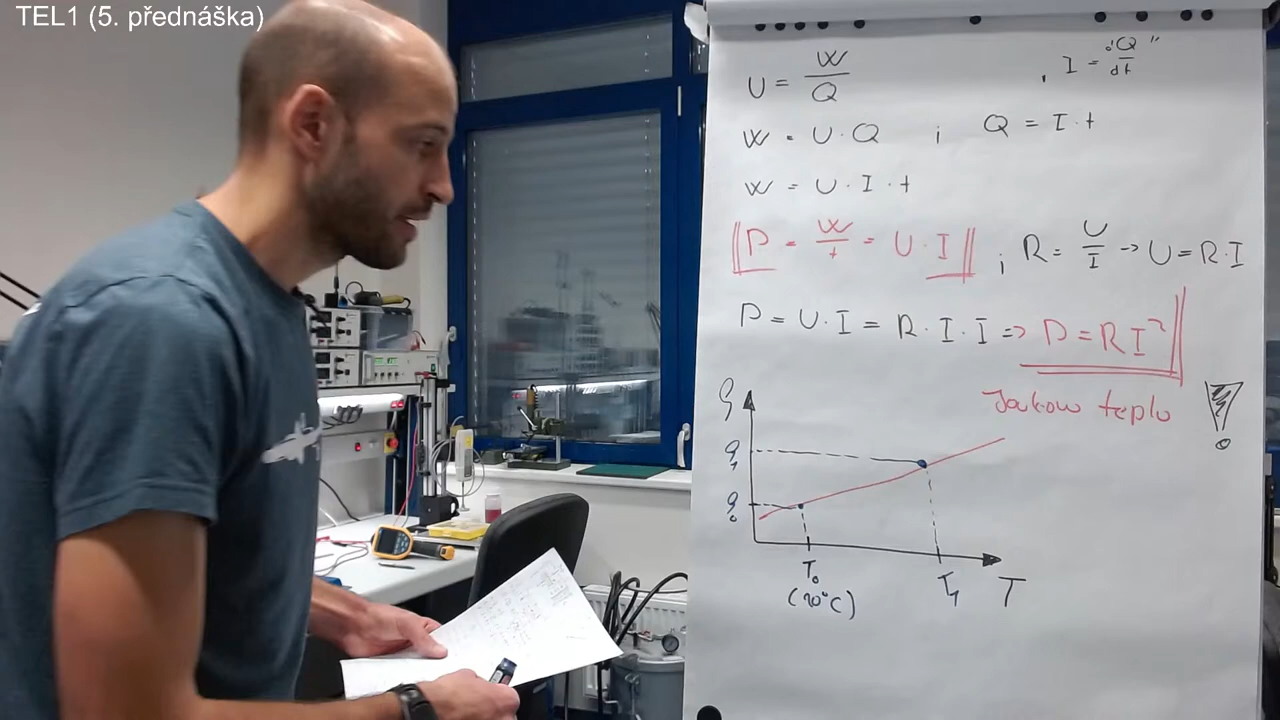 TEL1 (5. přednáška)
U = W/Q , I = "dQ/dt"
W = U·Q ; Q = I·t
W = U·I·t
P = W/t = U·I ; R = U/I → U = R·I
P = U·I = R·I·I => P = RI²
Joulovo teplo !
ρ
ρ₁
ρ₀
T₀ T₁ T
(20°C)